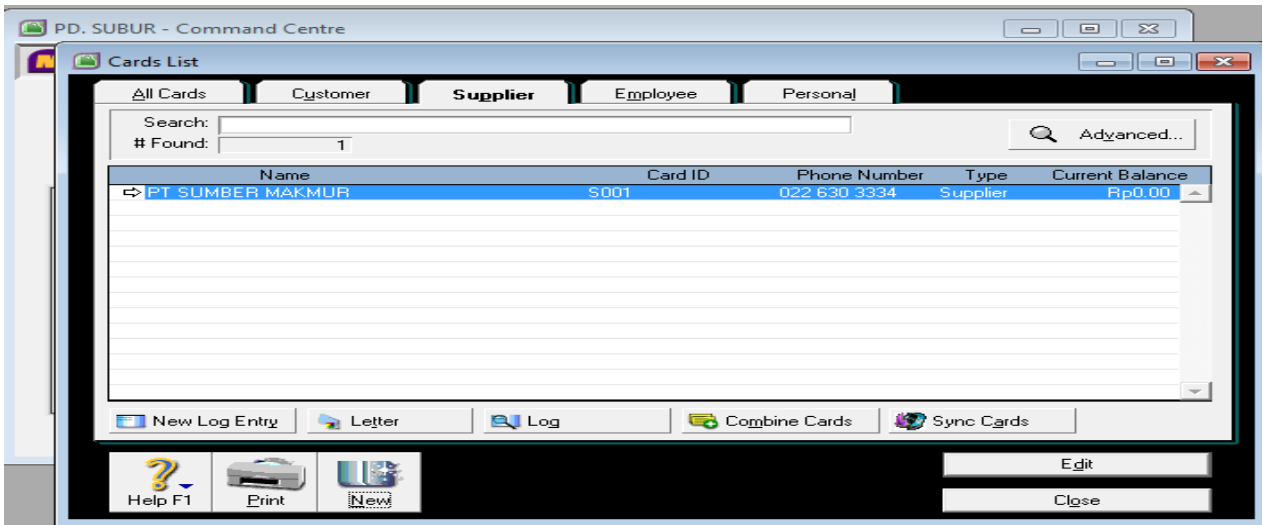 PD. SUBUR - Command Centre
Cards List
All Cards Customer Supplier Employee Personal
Search:
# Found: 1
Advanced...
Name Card ID Phone Number Type Current Balance
PT SUMBER MAKMUR S001 022 630 3334 Supplier Rp0.00
New Log Entry Letter Log Combine Cards Sync Cards
Help F1 Print New
Edit
Close